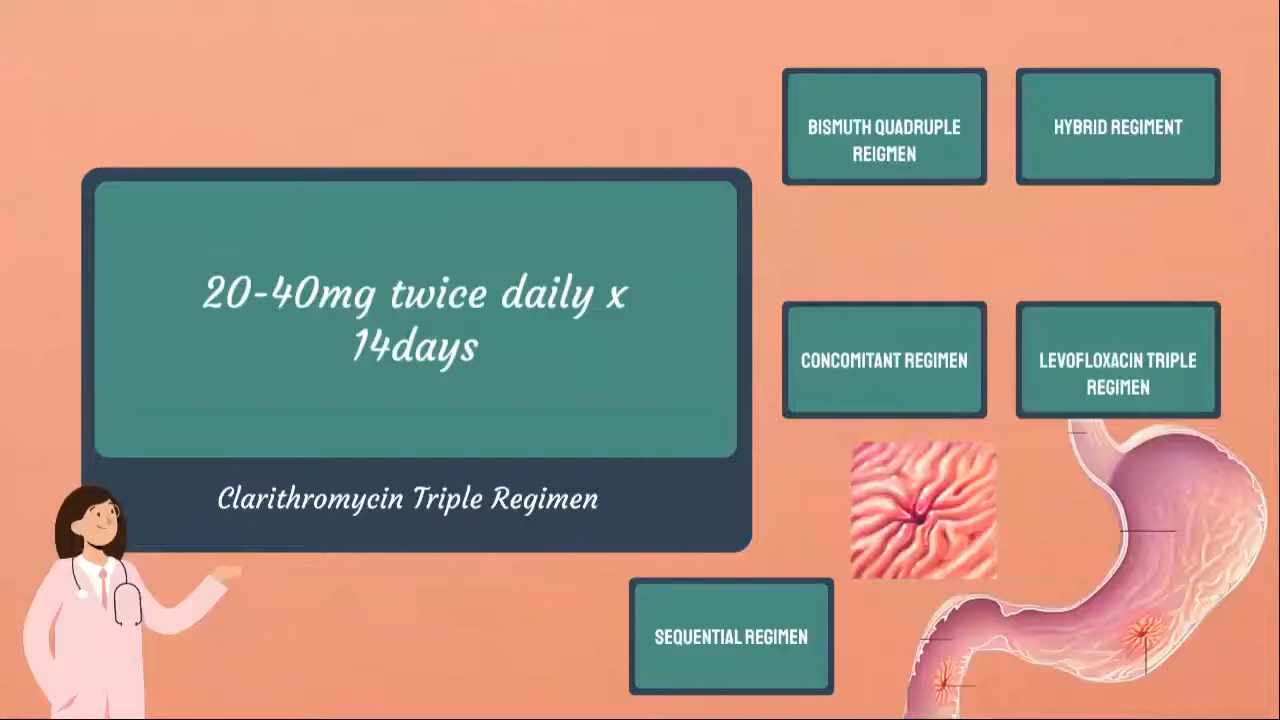 20-40mg twice daily x
14days
Clarithromycin Triple Regimen
BISMUTH QUADRUPLE
REIGMEN
HYBRID REGIMENT
CONCOMITANT REGIMEN
LEVOFLOXACIN TRIPLE
REGIMEN
SEQUENTIAL REGIMEN